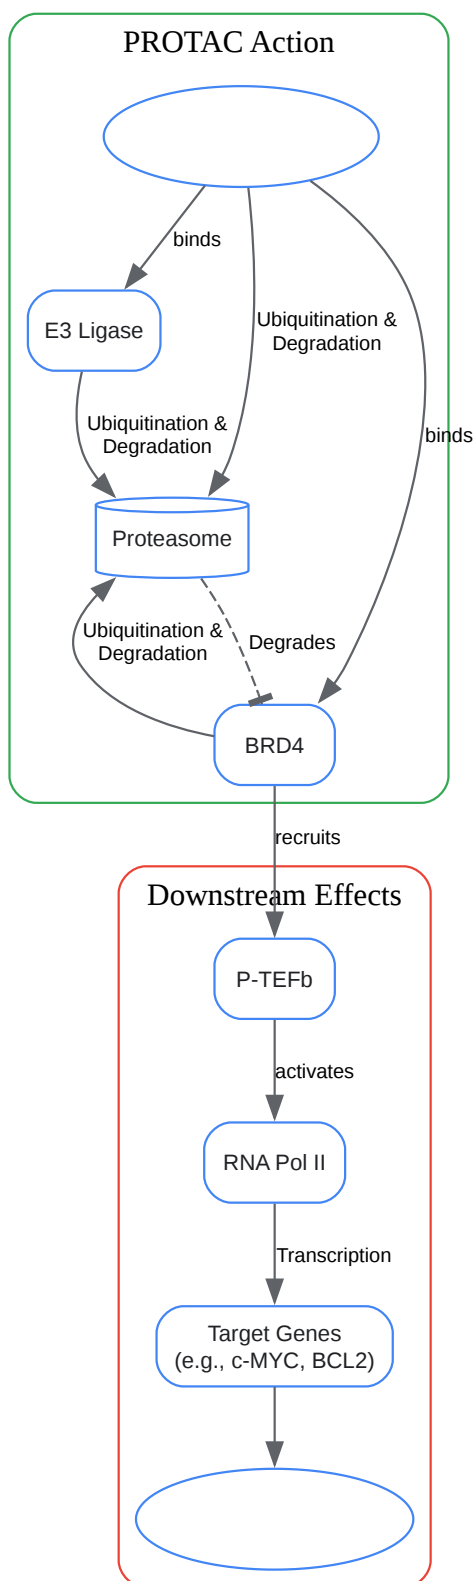 PROTAC Action
binds
E3 Ligase
Ubiquitination &
Degradation
binds
Ubiquitination &
Degradation
Proteasome
Ubiquitination &
Degradation
Degrades
BRD4
recruits
Downstream Effects
P-TEFb
activates
RNA Pol II
Transcription
Target Genes
(e.g., c-MYC, BCL2)